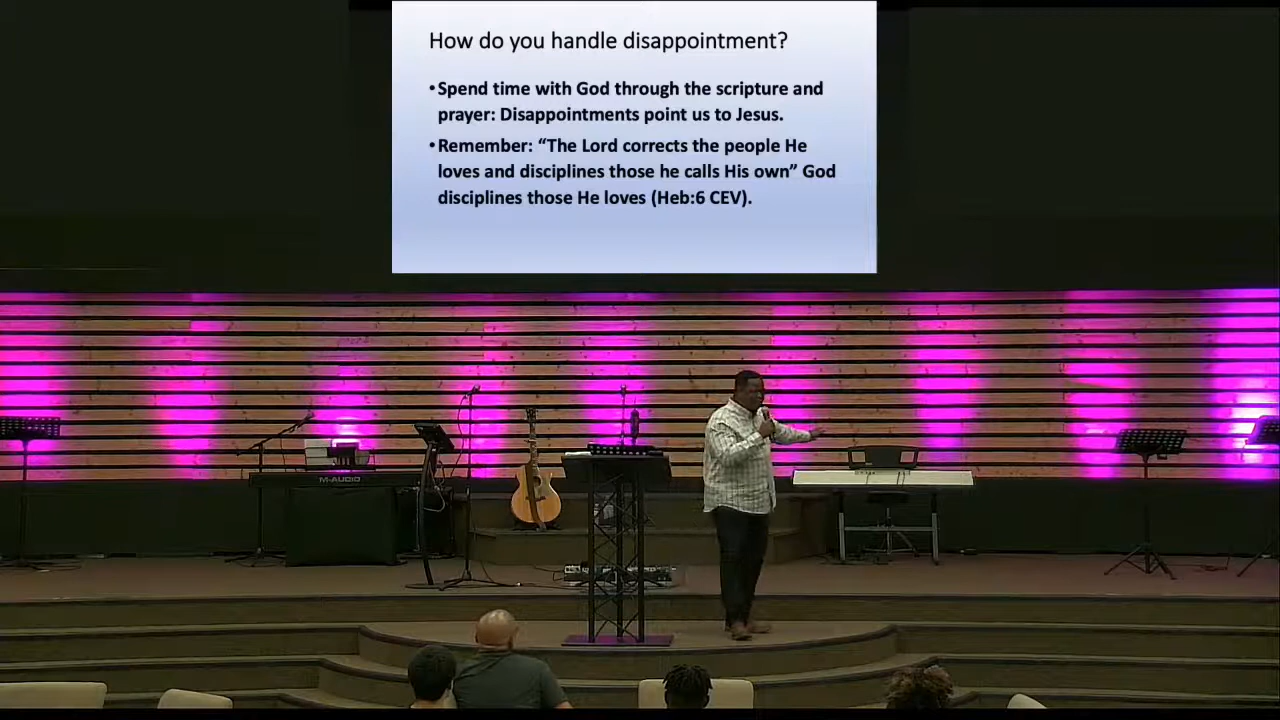 How do you handle disappointment?
•Spend time with God through the scripture and
prayer: Disappointments point us to Jesus.
•Remember: “The Lord corrects the people He
loves and disciplines those he calls His own” God
disciplines those He loves (Heb:6 CEV).
M-AUDIO